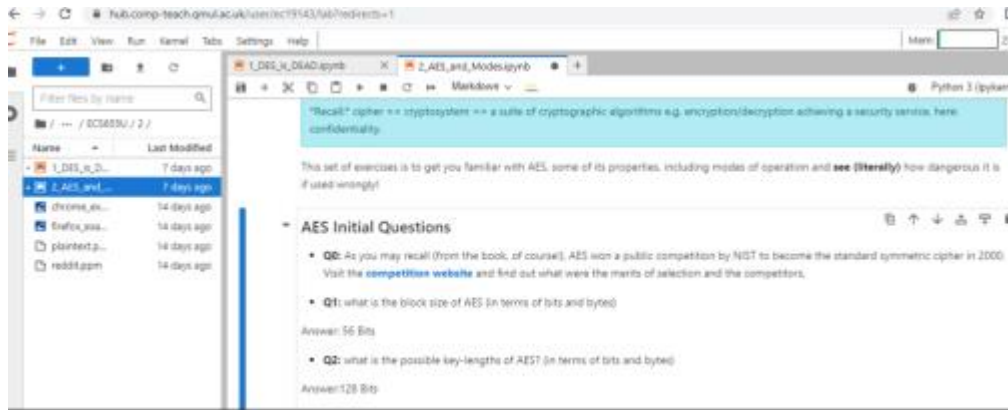 hub.comp-teach.qmul.ac.uk/user/ec19543/lab?redirects=1
File Edit View Run Kernel Tabs Settings Help
Mem:
1_DES_is_DEAD.ipynb
2_AES_and_Modes.ipynb
Filter files by name
Markdown
Python 3 (ipykern
/ ... / / 2 /
Name Last Modified
1_DES_is_D... 7 days ago
2_AES_and_... 7 days ago
chrome_ex... 14 days ago
firefox_exa... 14 days ago
plaintext.p... 14 days ago
reddit.ppm 14 days ago
"Recall:" cipher == cryptosystem == a suite of cryptographic algorithms e.g. encryption/decryption achieving a security service, here:
confidentiality.
This set of exercises is to get you familiar with AES, some of its properties, including modes of operation and see (literally) how dangerous it is
if used wrongly!
AES Initial Questions
Q0: As you may recall (from the book, of course), AES won a public competition by NIST to become the standard symmetric cipher in 2000.
Visit the competition website and find out what were the merits of selection and the competitors.
Q1: what is the block size of AES (in terms of bits and bytes)
Answer: 56 Bits
Q2: what is the possible key-lengths of AES? (in terms of bits and bytes)
Answer:128 Bits